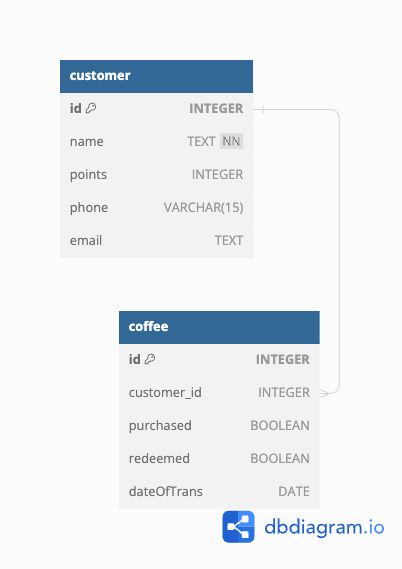 customer
id INTEGER
name TEXT NN
points INTEGER
phone VARCHAR(15)
email TEXT
coffee
id INTEGER
customer_id INTEGER
purchased BOOLEAN
redeemed BOOLEAN
dateOfTrans DATE
dbdiagram.io